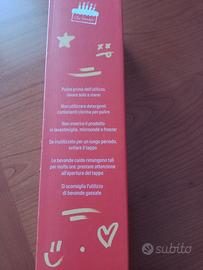 Pulire prima dell'utilizzo,
lavare solo a mano
Non utilizzare detergenti
contenenti clorina per pulire
Non inserire il prodotto
in lavastoviglie, microonde o freezer
Se inutilizzato per un lungo periodo,
svitare il tappo
Le bevande calde rimangono tali
per molte ore: prestare attenzione
all'apertura del tappo
Si sconsiglia l'utilizzo
di bevande gassate
subito